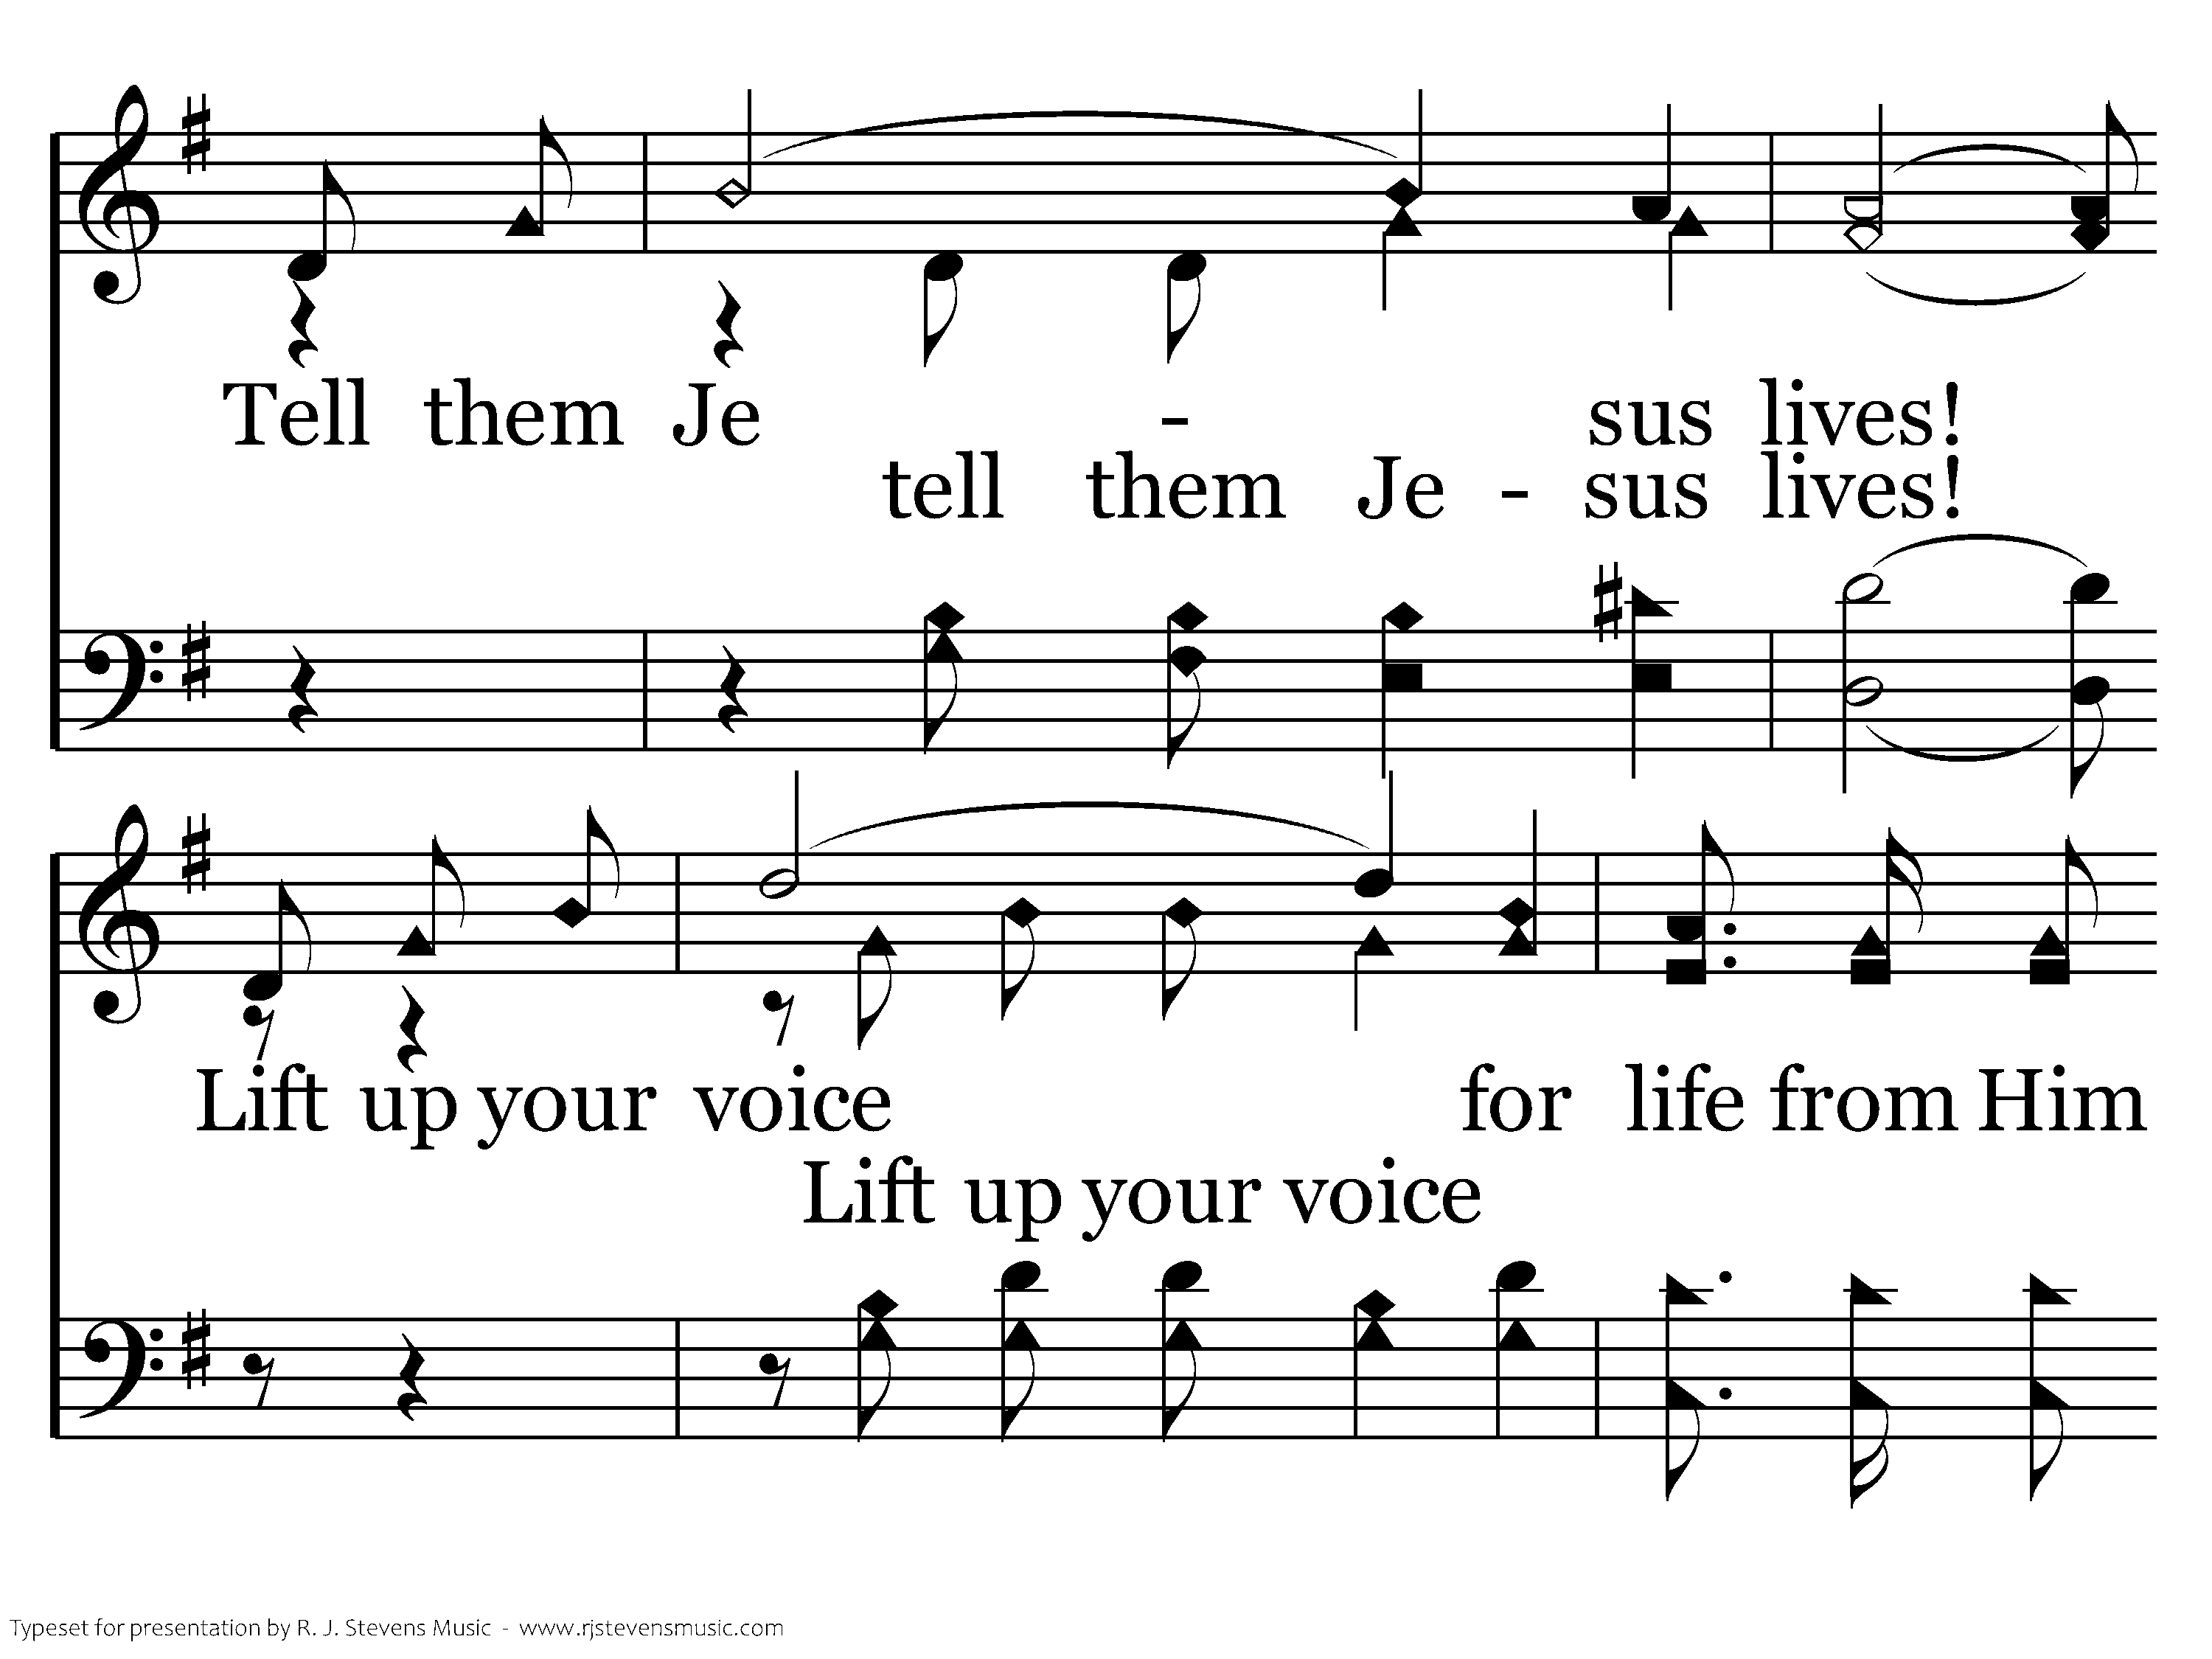 Tell them Je - sus lives!
tell them Je - sus lives!
Lift up your voice for life from Him
Lift up your voice
Typeset for presentation by R. J. Stevens Music - www.rjstevensmusic.com